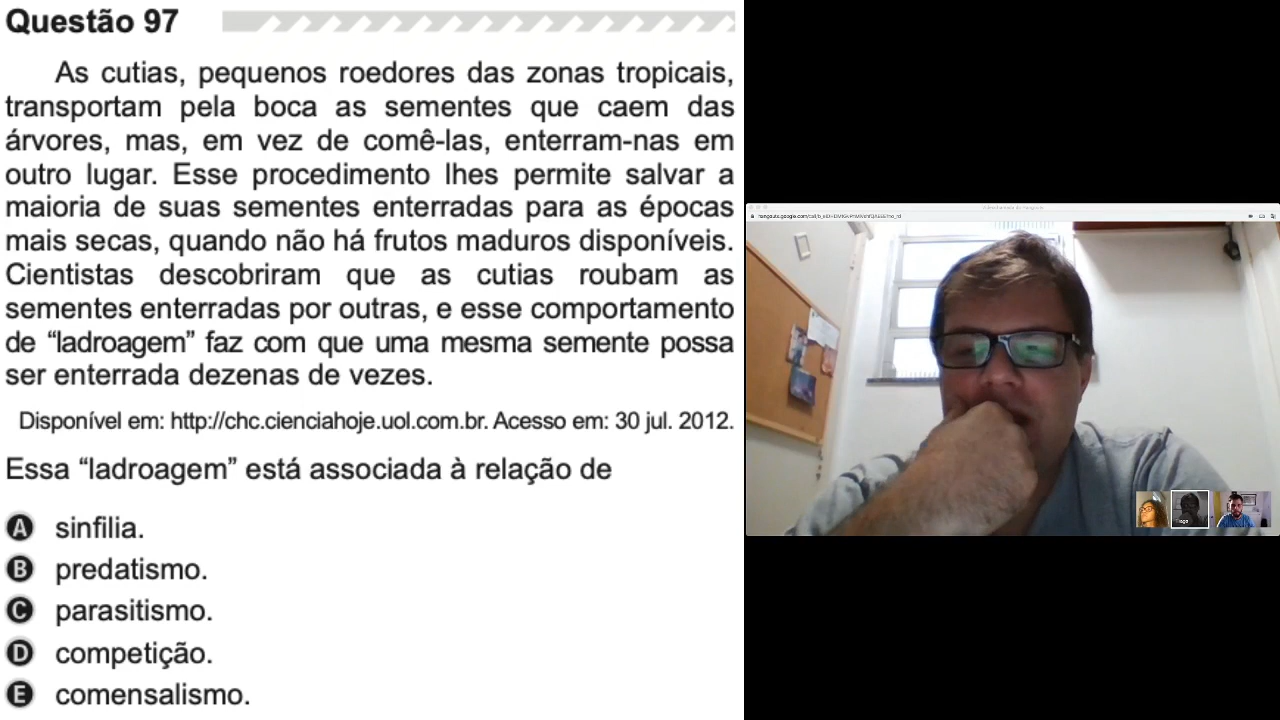 Questão 97
As cutias, pequenos roedores das zonas tropicais,
transportam pela boca as sementes que caem das
árvores, mas, em vez de comê-las, enterram-nas em
outro lugar. Esse procedimento lhes permite salvar a
maioria de suas sementes enterradas para as épocas
mais secas, quando não há frutos maduros disponíveis.
Cientistas descobriram que as cutias roubam as
sementes enterradas por outras, e esse comportamento
de “ladroagem” faz com que uma mesma semente possa
ser enterrada dezenas de vezes.
Disponível em: http://chc.cienciahoje.uol.com.br. Acesso em: 30 jul. 2012.
Essa “ladroagem” está associada à relação de
A sinfilia.
B predatismo.
C parasitismo.
D competição.
E comensalismo.